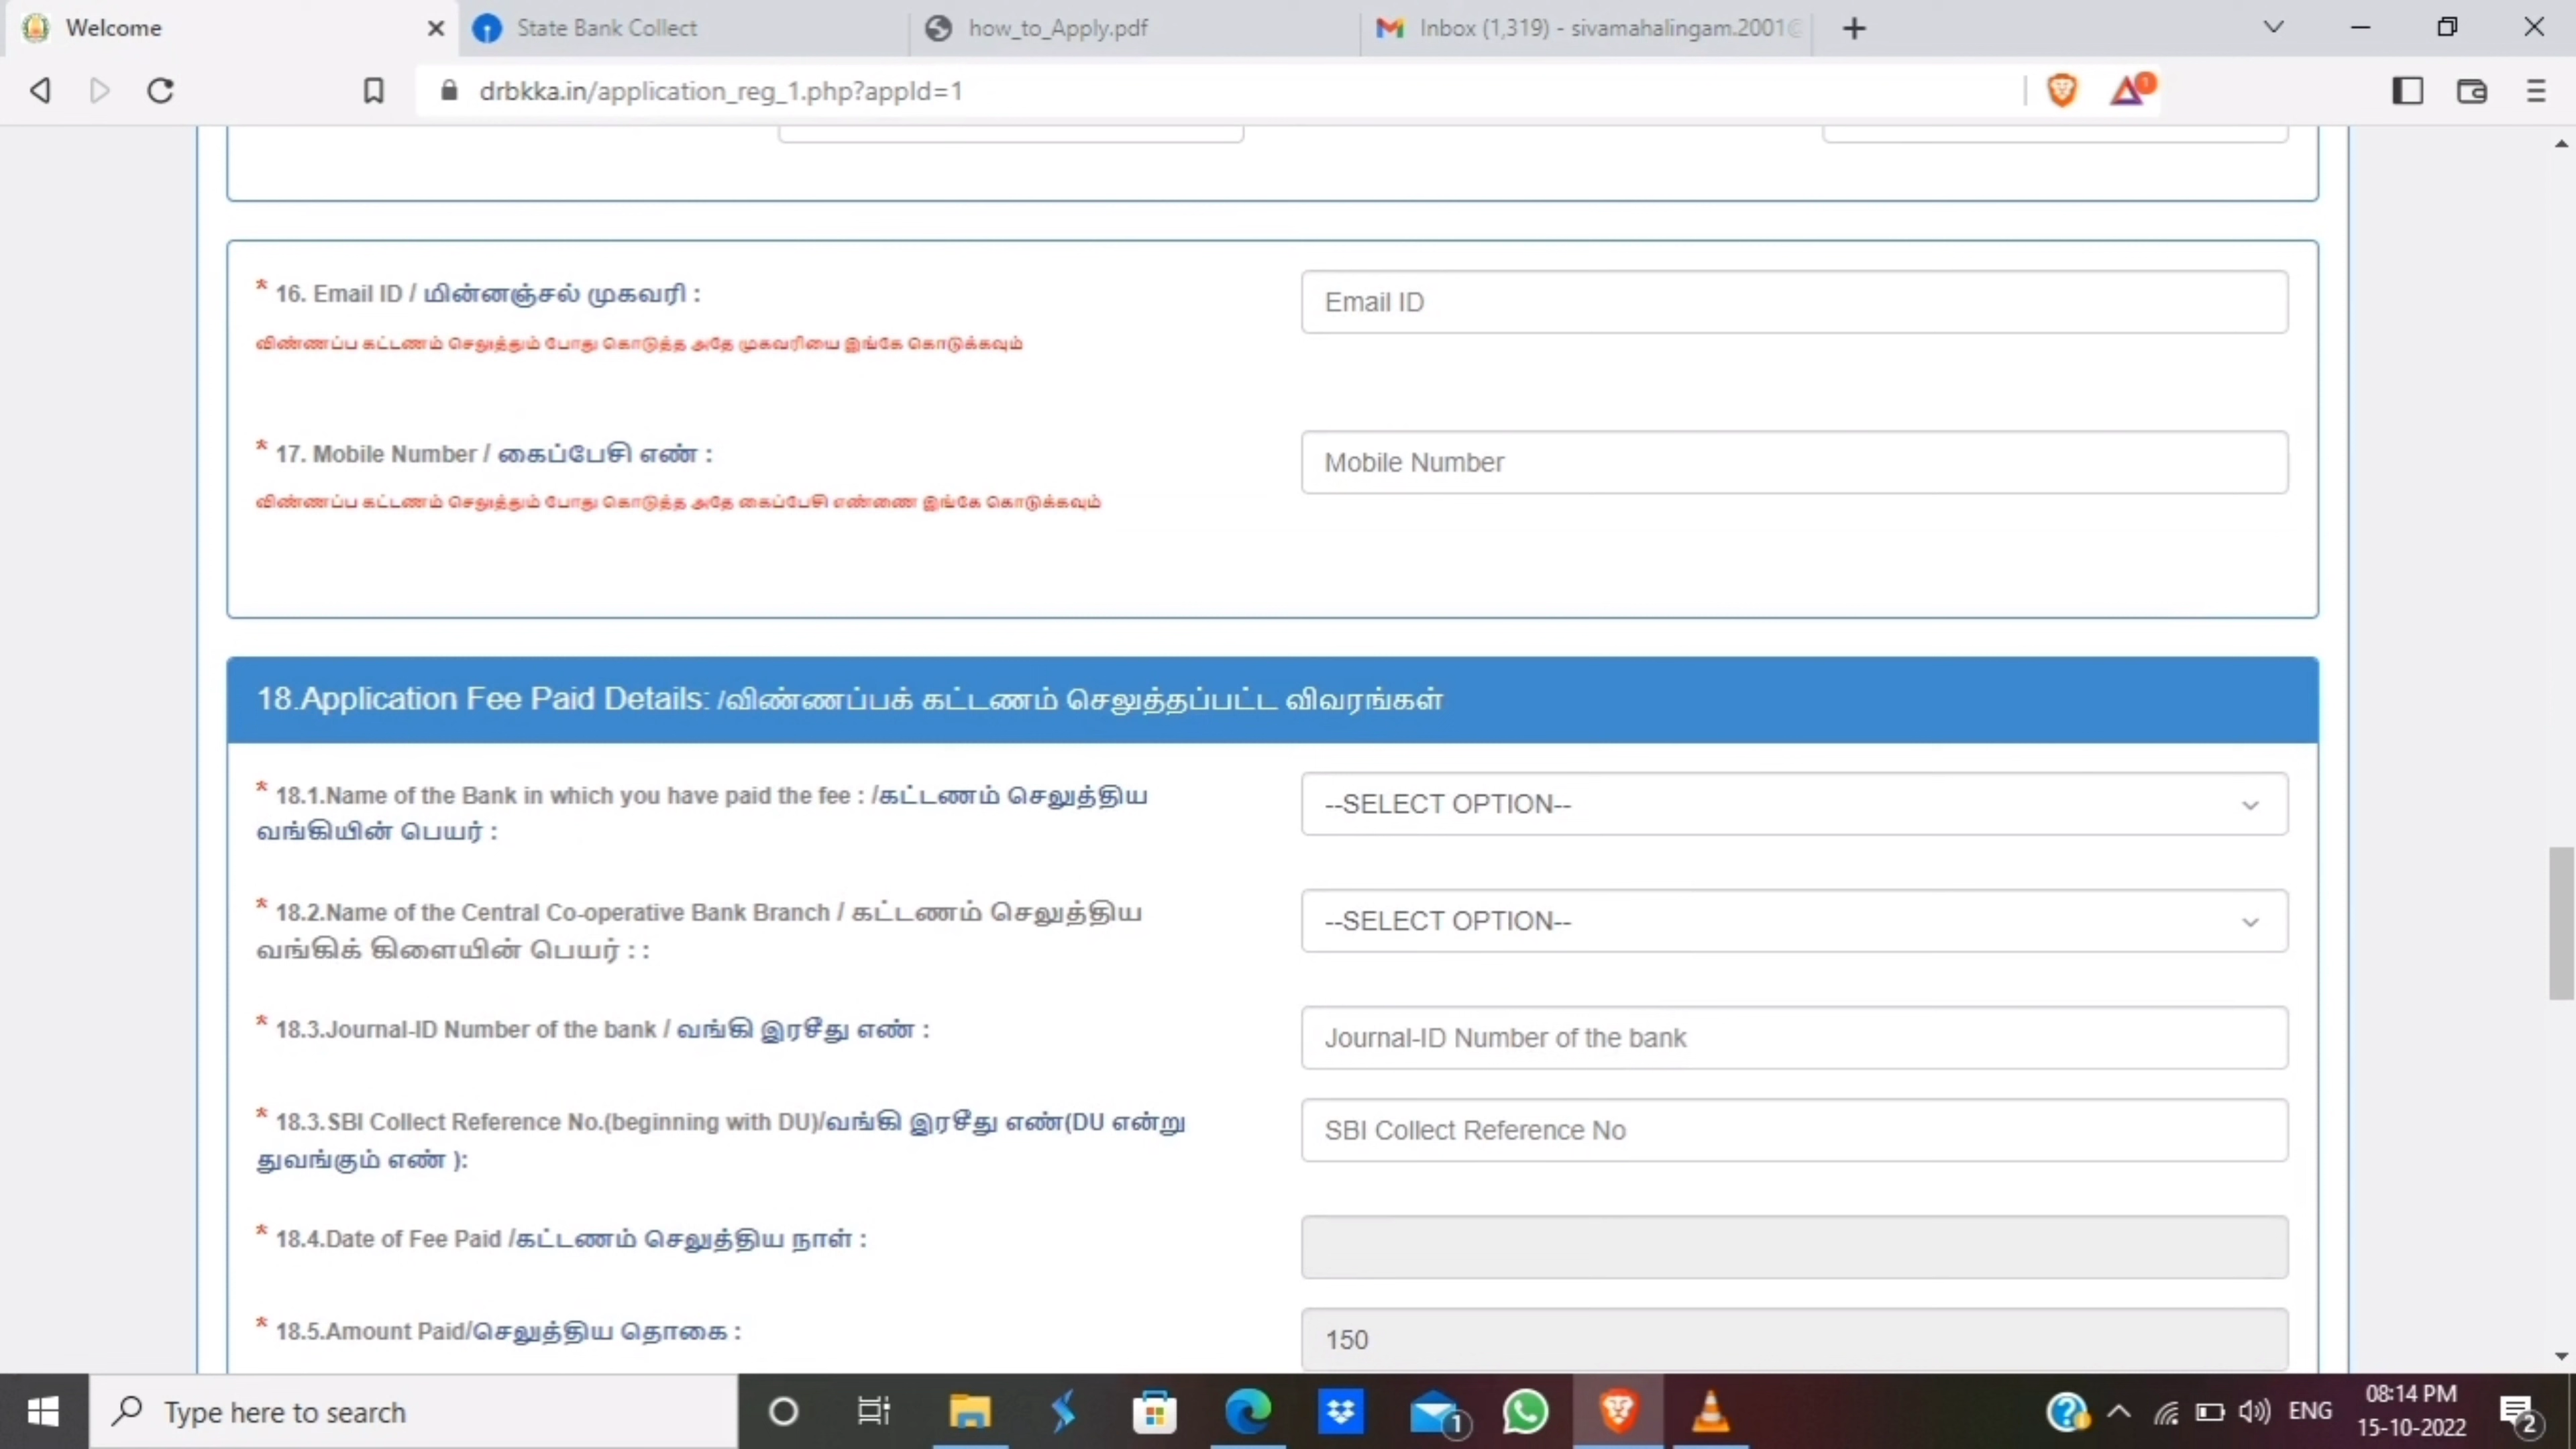 Welcome
State Bank Collect
how_to_Apply.pdf
Inbox (1,319) - sivamahalingam.2001@
drbkka.in/application_reg_1.php?appId=1
1
* 16. Email ID / மின்னஞ்சல் முகவரி :
Email ID
விண்ணப்ப கட்டணம் செலுத்தும் போது கொடுத்த அதே முகவரியை இங்கே கொடுக்கவும்
* 17. Mobile Number / கைப்பேசி எண் :
Mobile Number
விண்ணப்ப கட்டணம் செலுத்தும் போது கொடுத்த அதே கைப்பேசி எண்ணை இங்கே கொடுக்கவும்
18.Application Fee Paid Details: /விண்ணப்பக் கட்டணம் செலுத்தப்பட்ட விவரங்கள்
* 18.1.Name of the Bank in which you have paid the fee : /கட்டணம் செலுத்திய
வங்கியின் பெயர் :
--SELECT OPTION--
* 18.2.Name of the Central Co-operative Bank Branch / கட்டணம் செலுத்திய
வங்கிக் கிளையின் பெயர் : :
--SELECT OPTION--
* 18.3.Journal-ID Number of the bank / வங்கி இரசீது எண் :
Journal-ID Number of the bank
* 18.3.SBI Collect Reference No.(beginning with DU)/வங்கி இரசீது எண்(DU என்று
துவங்கும் எண் ):
SBI Collect Reference No
* 18.4.Date of Fee Paid /கட்டணம் செலுத்திய நாள் :
* 18.5.Amount Paid/செலுத்திய தொகை :
150
Type here to search
1
ENG
08:14 PM
15-10-2022
2